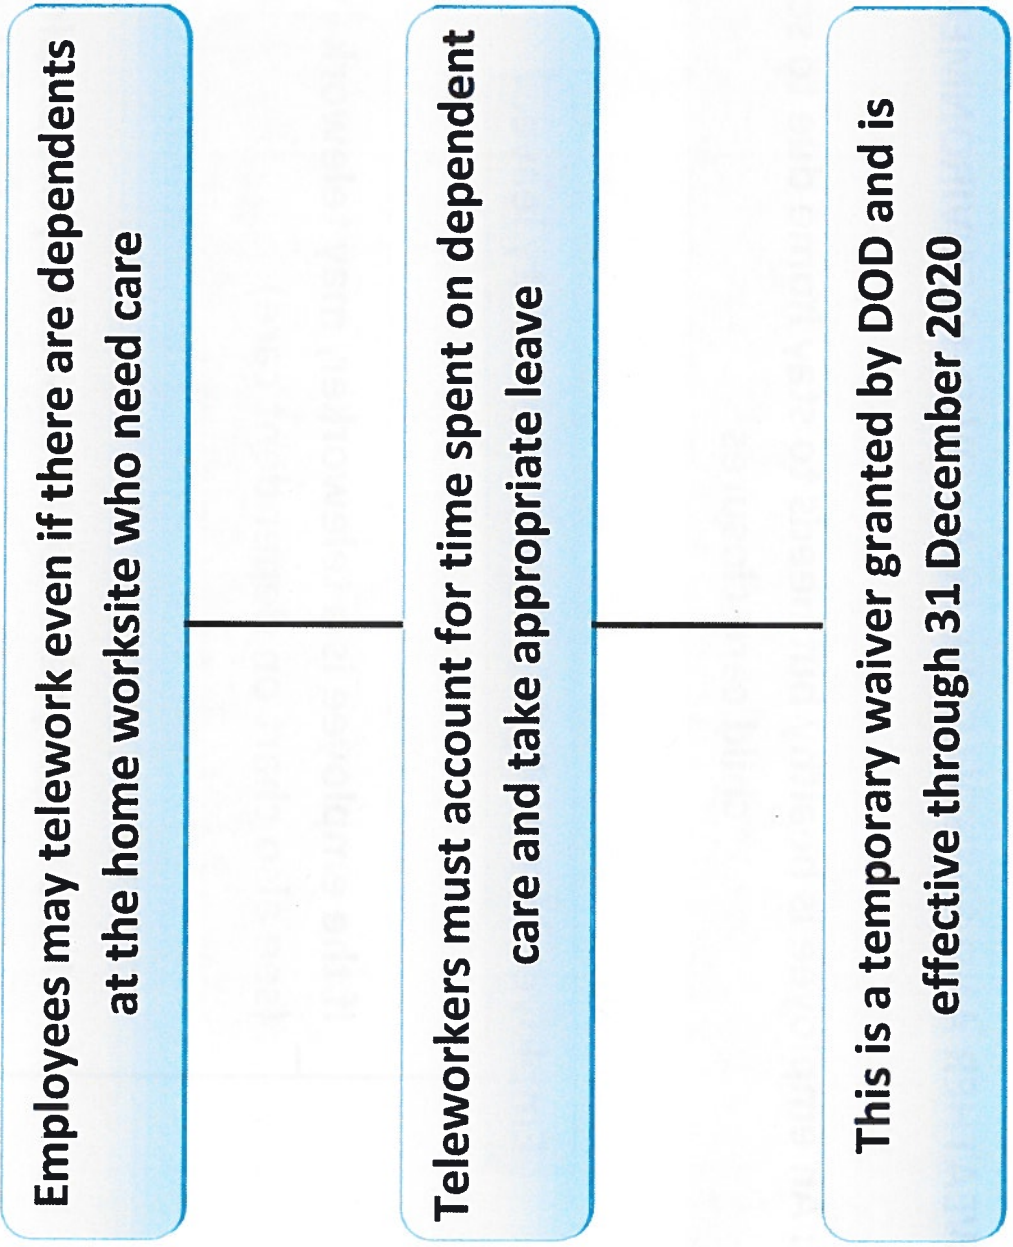 Employees may telework even if there are dependents
at the home worksite who need care
Teleworkers must account for time spent on dependent
care and take appropriate leave
This is a temporary waiver granted by DOD and is
effective through 31 December 2020